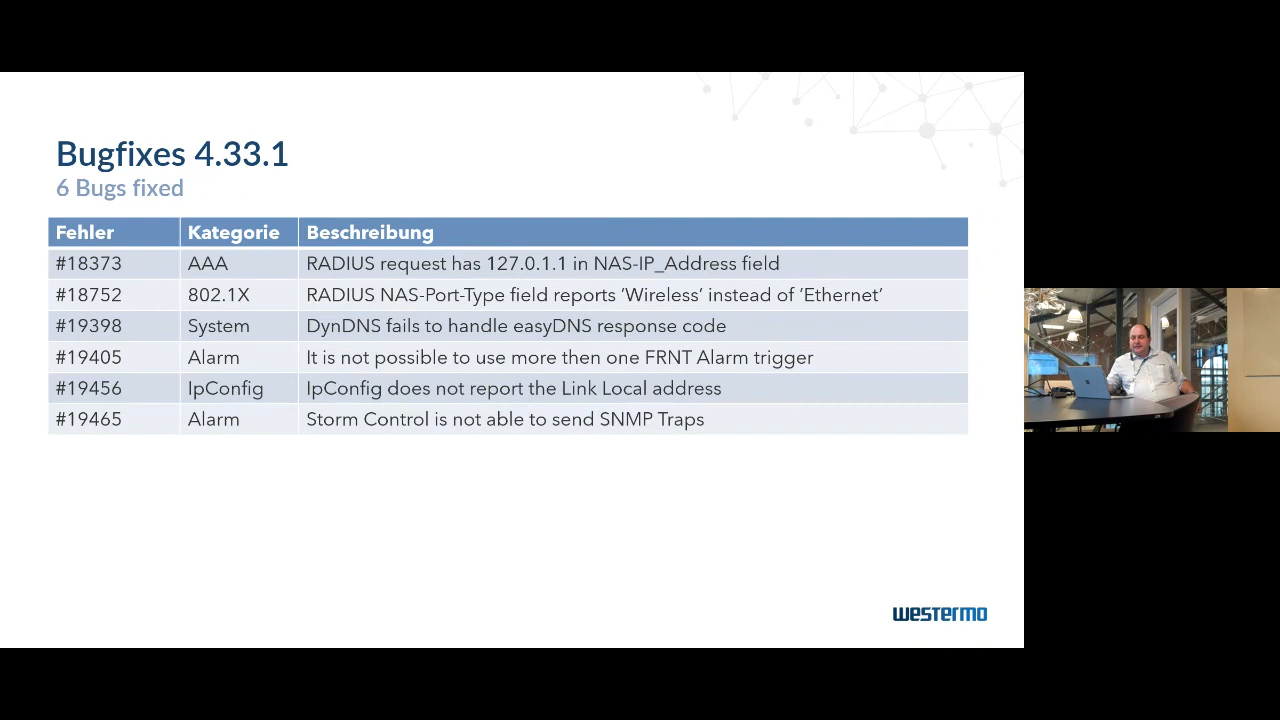 Bugfixes 4.33.1
6 Bugs fixed
Fehler Kategorie Beschreibung
#18373 AAA RADIUS request has 127.0.1.1 in NAS-IP_Address field
#18752 802.1X RADIUS NAS-Port-Type field reports ‘Wireless’ instead of ‘Ethernet’
#19398 System DynDNS fails to handle easyDNS response code
#19405 Alarm It is not possible to use more then one FRNT Alarm trigger
#19456 IpConfig IpConfig does not report the Link Local address
#19465 Alarm Storm Control is not able to send SNMP Traps
westermo